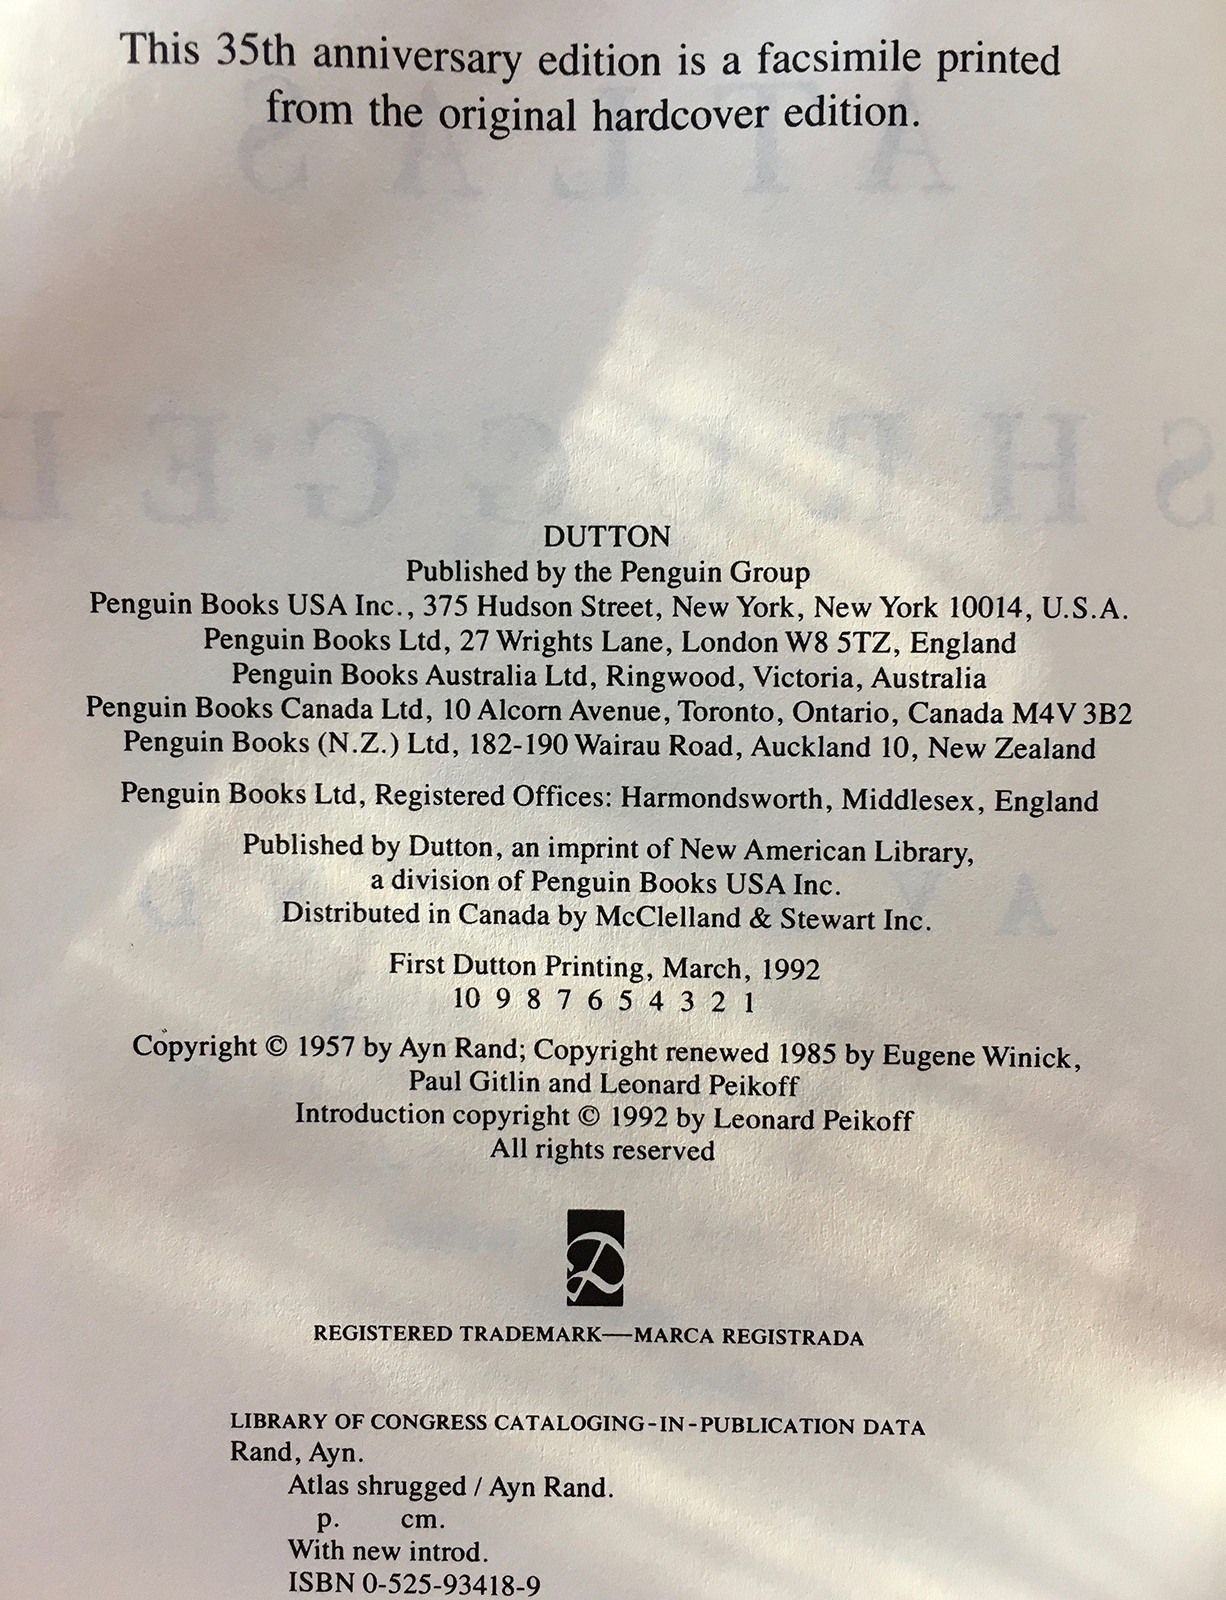 This 35th anniversary edition is a facsimile printed
from the original hardcover edition.
DUTTON
Published by the Penguin Group
Penguin Books USA Inc., 375 Hudson Street, New York, New York 10014, U.S.A.
Penguin Books Ltd, 27 Wrights Lane, London W8 5TZ, England
Penguin Books Australia Ltd, Ringwood, Victoria, Australia
Penguin Books Canada Ltd, 10 Alcorn Avenue, Toronto, Ontario, Canada M4V 3B2
Penguin Books (N.Z.) Ltd, 182-190 Wairau Road, Auckland 10, New Zealand
Penguin Books Ltd, Registered Offices: Harmondsworth, Middlesex, England
Published by Dutton, an imprint of New American Library,
a division of Penguin Books USA Inc.
Distributed in Canada by McClelland & Stewart Inc.
First Dutton Printing, March, 1992
10 9 8 7 6 5 4 3 2 1
Copyright © 1957 by Ayn Rand; Copyright renewed 1985 by Eugene Winick,
Paul Gitlin and Leonard Peikoff
Introduction copyright © 1992 by Leonard Peikoff
All rights reserved
D
REGISTERED TRADEMARK—MARCA REGISTRADA
LIBRARY OF CONGRESS CATALOGING-IN-PUBLICATION DATA
Rand, Ayn.
Atlas shrugged / Ayn Rand.
p. cm.
With new introd.
ISBN 0-525-93418-9